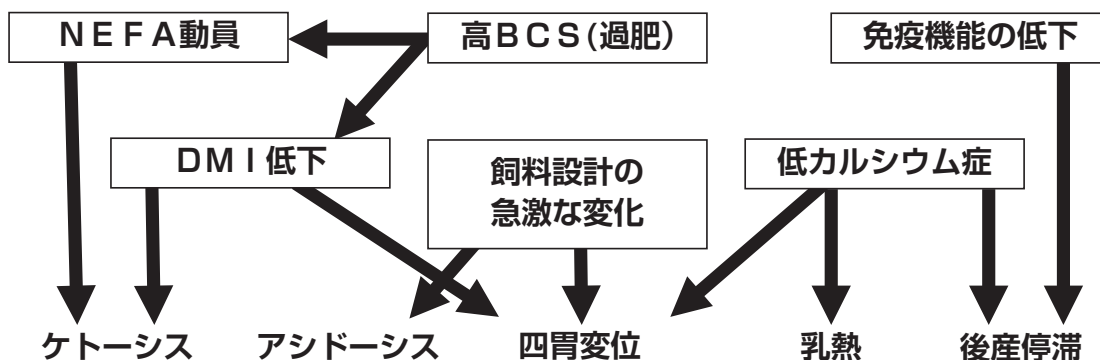 NEFA動員
高BCS(過肥)
免疫機能の低下
DMI低下
飼料設計の
急激な変化
低カルシウム症
ケトーシス
アシドーシス
四胃変位
乳熱
後産停滞